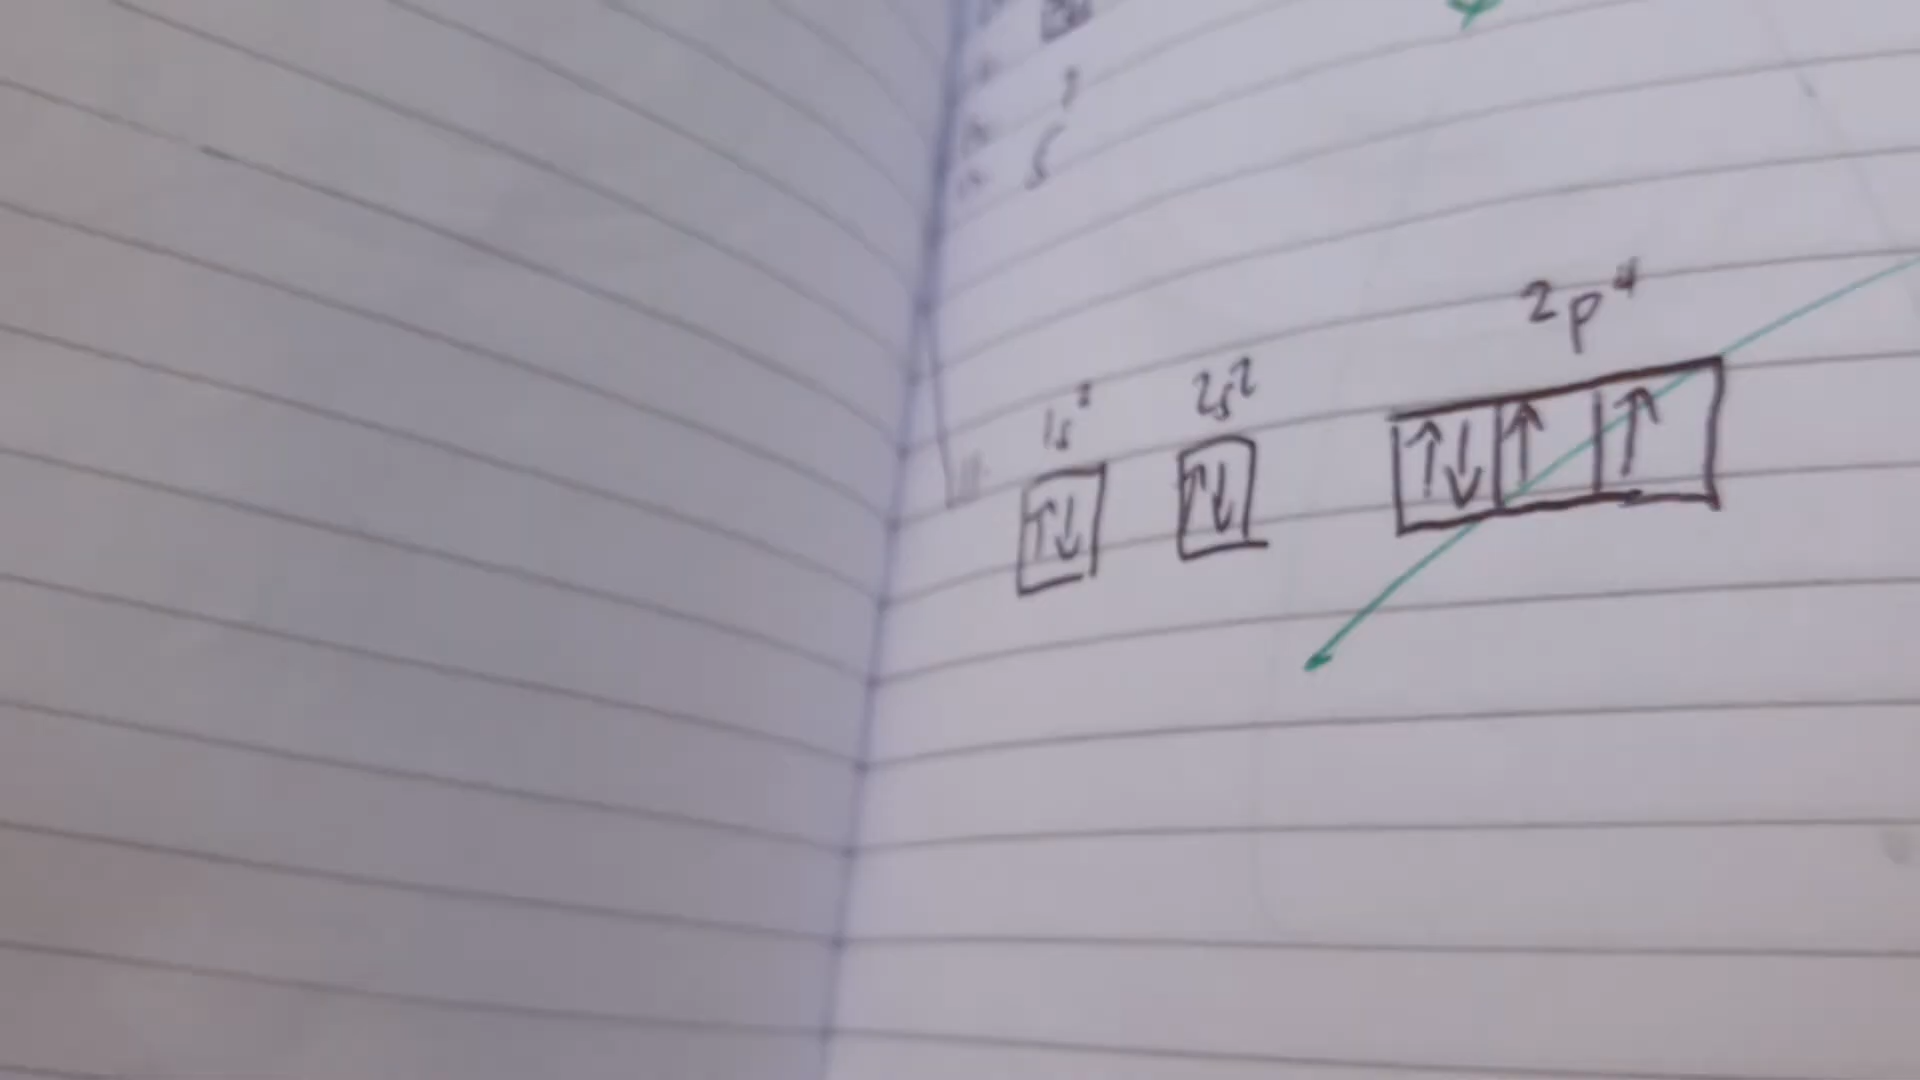 1s² 2s² 2p⁴
↑↓ ↑↓ ↑↓ ↑ ↑